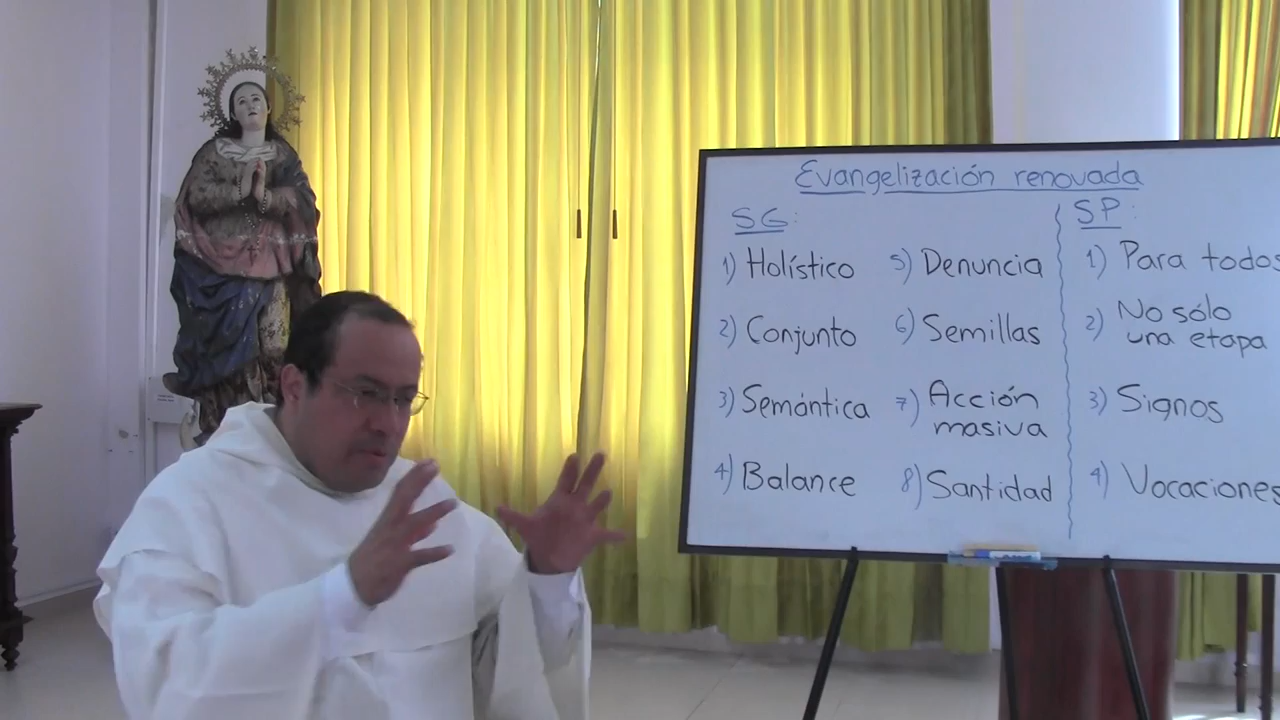 Evangelización renovada
SG:
1) Holístico
2) Conjunto
3) Semántica
4) Balance
5) Denuncia
6) Semillas
7) Acción
masiva
8) Santidad
SP:
1) Para todos
2) No sólo
una etapa
3) Signos
4) Vocaciones